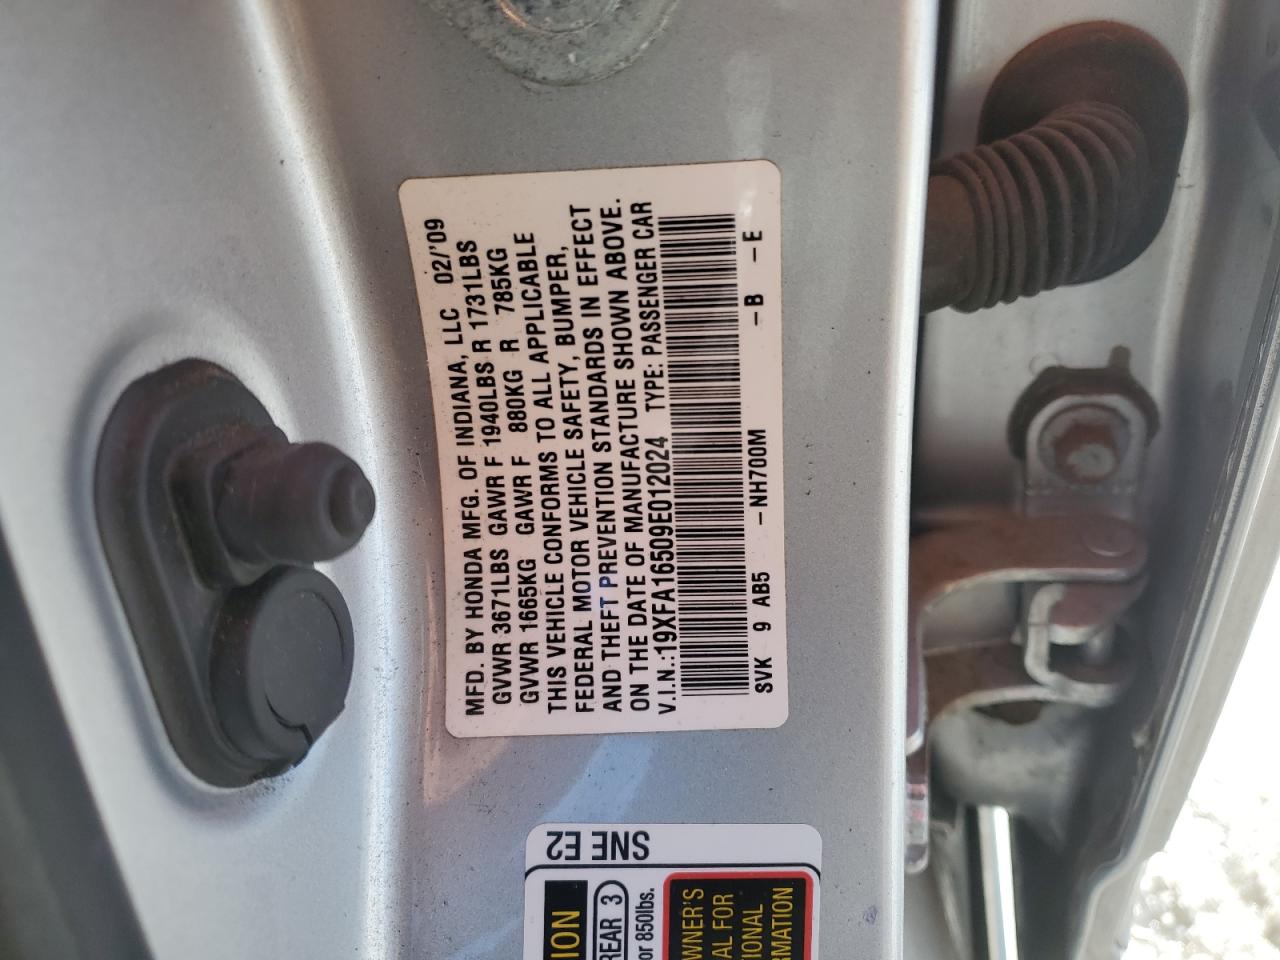 MFD. BY HONDA MFG. OF INDIANA, LLC 02/'09
GVWR 3671LBS GAWR F 1940LBS R 1731LBS
GVWR 1665KG GAWR F 880KG R 785KG
THIS VEHICLE CONFORMS TO ALL APPLICABLE
FEDERAL MOTOR VEHICLE SAFETY, BUMPER,
AND THEFT PREVENTION STANDARDS IN EFFECT
ON THE DATE OF MANUFACTURE SHOWN ABOVE.
V.I.N.:19XFA16509E012024 TYPE: PASSENGER CAR
SVK 9 AB5 -NH700M -B -E
SNE E2
ION
REAR 3
or 850lbs.
WNER'S
AL FOR
TIONAL
RMATION